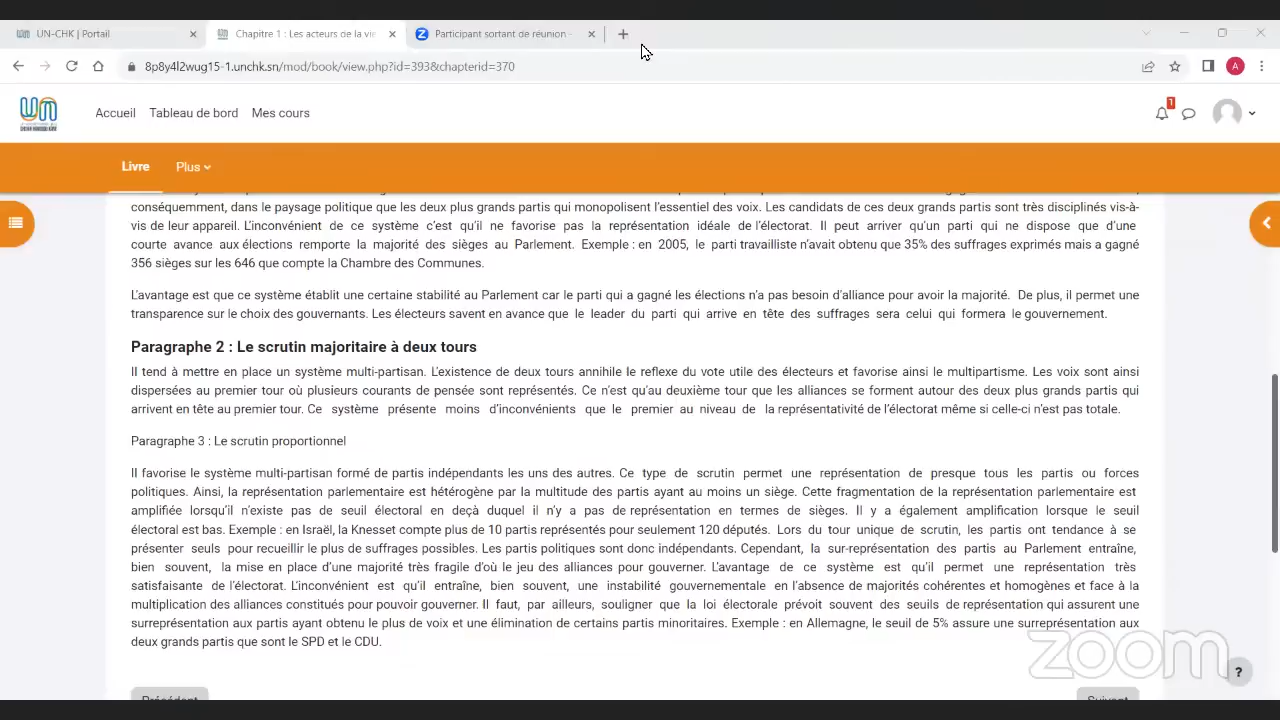 UN-CHK | Portail
Chapitre 1 : Les acteurs de la vie
Participant sortant de réunion -
8p8y4l2wug15-1.unchk.sn/mod/book/view.php?id=393&chapterid=370
A
Accueil Tableau de bord Mes cours
1
Livre Plus
conséquemment, dans le paysage politique que les deux plus grands partis qui monopolisent l'essentiel des voix. Les candidats de ces deux grands partis sont très disciplinés vis-à-
vis de leur appareil. L'inconvénient de ce système c'est qu'il ne favorise pas la représentation idéale de l'électorat. Il peut arriver qu'un parti qui ne dispose que d'une
courte avance aux élections remporte la majorité des sièges au Parlement. Exemple : en 2005, le parti travailliste n'avait obtenu que 35% des suffrages exprimés mais a gagné
356 sièges sur les 646 que compte la Chambre des Communes.
L'avantage est que ce système établit une certaine stabilité au Parlement car le parti qui a gagné les élections n'a pas besoin d'alliance pour avoir la majorité. De plus, il permet une
transparence sur le choix des gouvernants. Les électeurs savent en avance que le leader du parti qui arrive en tête des suffrages sera celui qui formera le gouvernement.
Paragraphe 2 : Le scrutin majoritaire à deux tours
Il tend à mettre en place un système multi-partisan. L'existence de deux tours annihile le reflexe du vote utile des électeurs et favorise ainsi le multipartisme. Les voix sont ainsi
dispersées au premier tour où plusieurs courants de pensée sont représentés. Ce n'est qu'au deuxième tour que les alliances se forment autour des deux plus grands partis qui
arrivent en tête au premier tour. Ce système présente moins d'inconvénients que le premier au niveau de la représentativité de l'électorat même si celle-ci n'est pas totale.
Paragraphe 3 : Le scrutin proportionnel
Il favorise le système multi-partisan formé de partis indépendants les uns des autres. Ce type de scrutin permet une représentation de presque tous les partis ou forces
politiques. Ainsi, la représentation parlementaire est hétérogène par la multitude des partis ayant au moins un siège. Cette fragmentation de la représentation parlementaire est
amplifiée lorsqu'il n'existe pas de seuil électoral en deçà duquel il n'y a pas de représentation en termes de sièges. Il y a également amplification lorsque le seuil
électoral est bas. Exemple : en Israël, la Knesset compte plus de 10 partis représentés pour seulement 120 députés. Lors du tour unique de scrutin, les partis ont tendance à se
présenter seuls pour recueillir le plus de suffrages possibles. Les partis politiques sont donc indépendants. Cependant, la sur-représentation des partis au Parlement entraîne,
bien souvent, la mise en place d'une majorité très fragile d'où le jeu des alliances pour gouverner. L'avantage de ce système est qu'il permet une représentation très
satisfaisante de l'électorat. L'inconvénient est qu'il entraîne, bien souvent, une instabilité gouvernementale en l'absence de majorités cohérentes et homogènes et face à la
multiplication des alliances constitués pour pouvoir gouverner. Il faut, par ailleurs, souligner que la loi électorale prévoit souvent des seuils de représentation qui assurent une
surreprésentation aux partis ayant obtenu le plus de voix et une élimination de certains partis minoritaires. Exemple : en Allemagne, le seuil de 5% assure une surreprésentation aux
deux grands partis que sont le SPD et le CDU.
zoom
?
Précédent Suivant